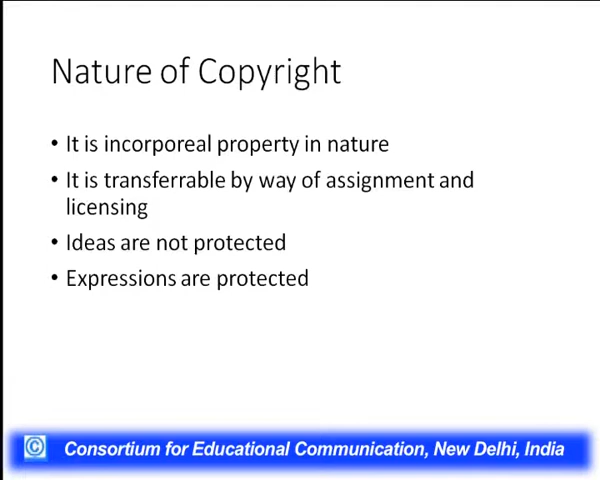 Nature of Copyright
• It is incorporeal property in nature
• It is transferrable by way of assignment and
licensing
• Ideas are not protected
• Expressions are protected
© Consortium for Educational Communication, New Delhi, India